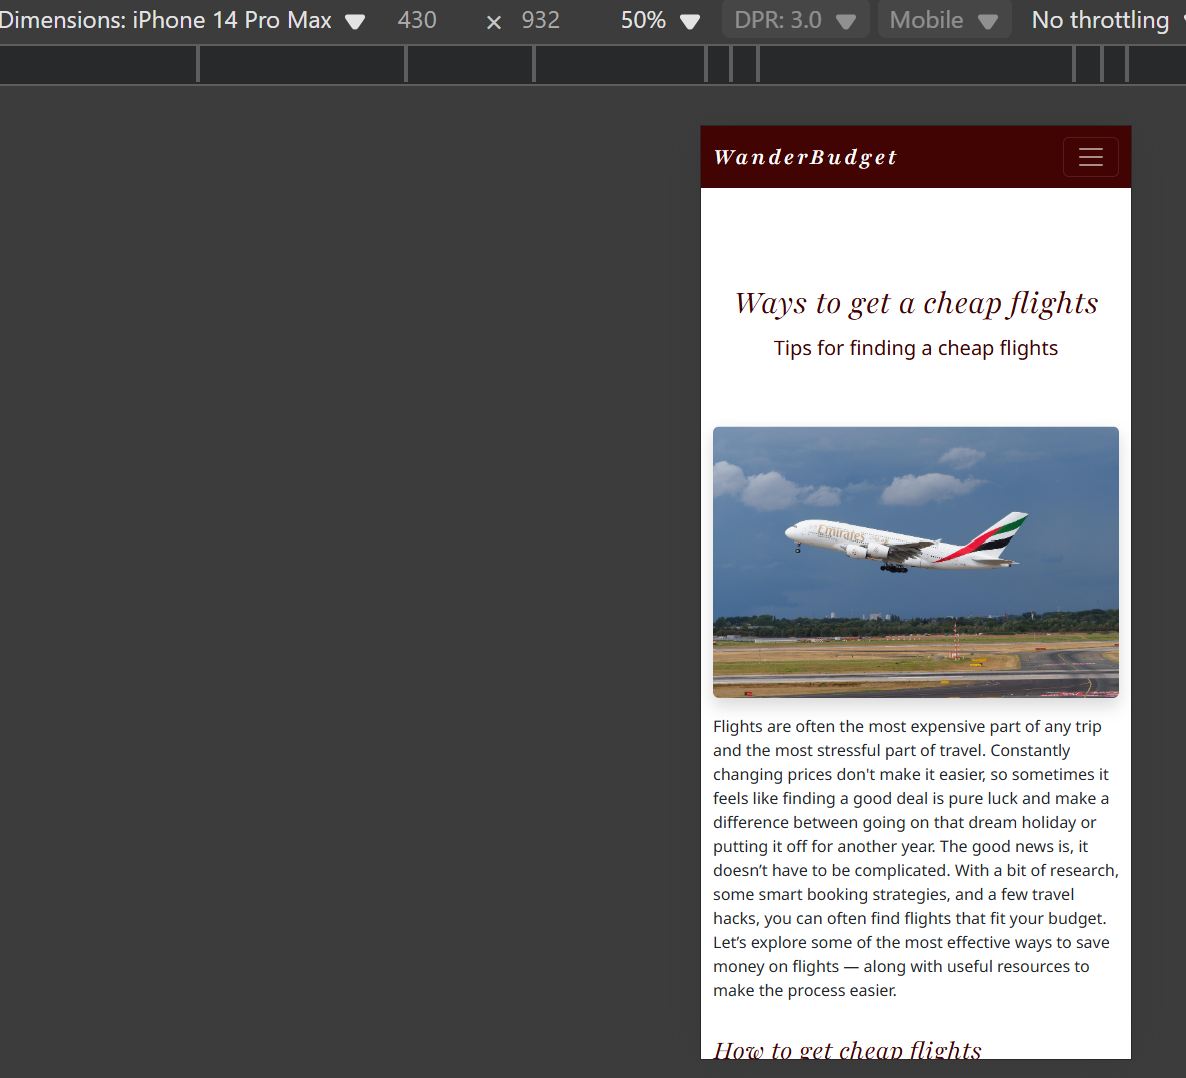 Dimensions: iPhone 14 Pro Max 430 × 932 50% DPR: 3.0 Mobile No throttling
WanderBudget
Ways to get a cheap flights
Tips for finding a cheap flights
Emirates
Flights are often the most expensive part of any trip
and the most stressful part of travel. Constantly
changing prices don't make it easier, so sometimes it
feels like finding a good deal is pure luck and make a
difference between going on that dream holiday or
putting it off for another year. The good news is, it
doesn’t have to be complicated. With a bit of research,
some smart booking strategies, and a few travel
hacks, you can often find flights that fit your budget.
Let’s explore some of the most effective ways to save
money on flights — along with useful resources to
make the process easier.
How to get cheap flights